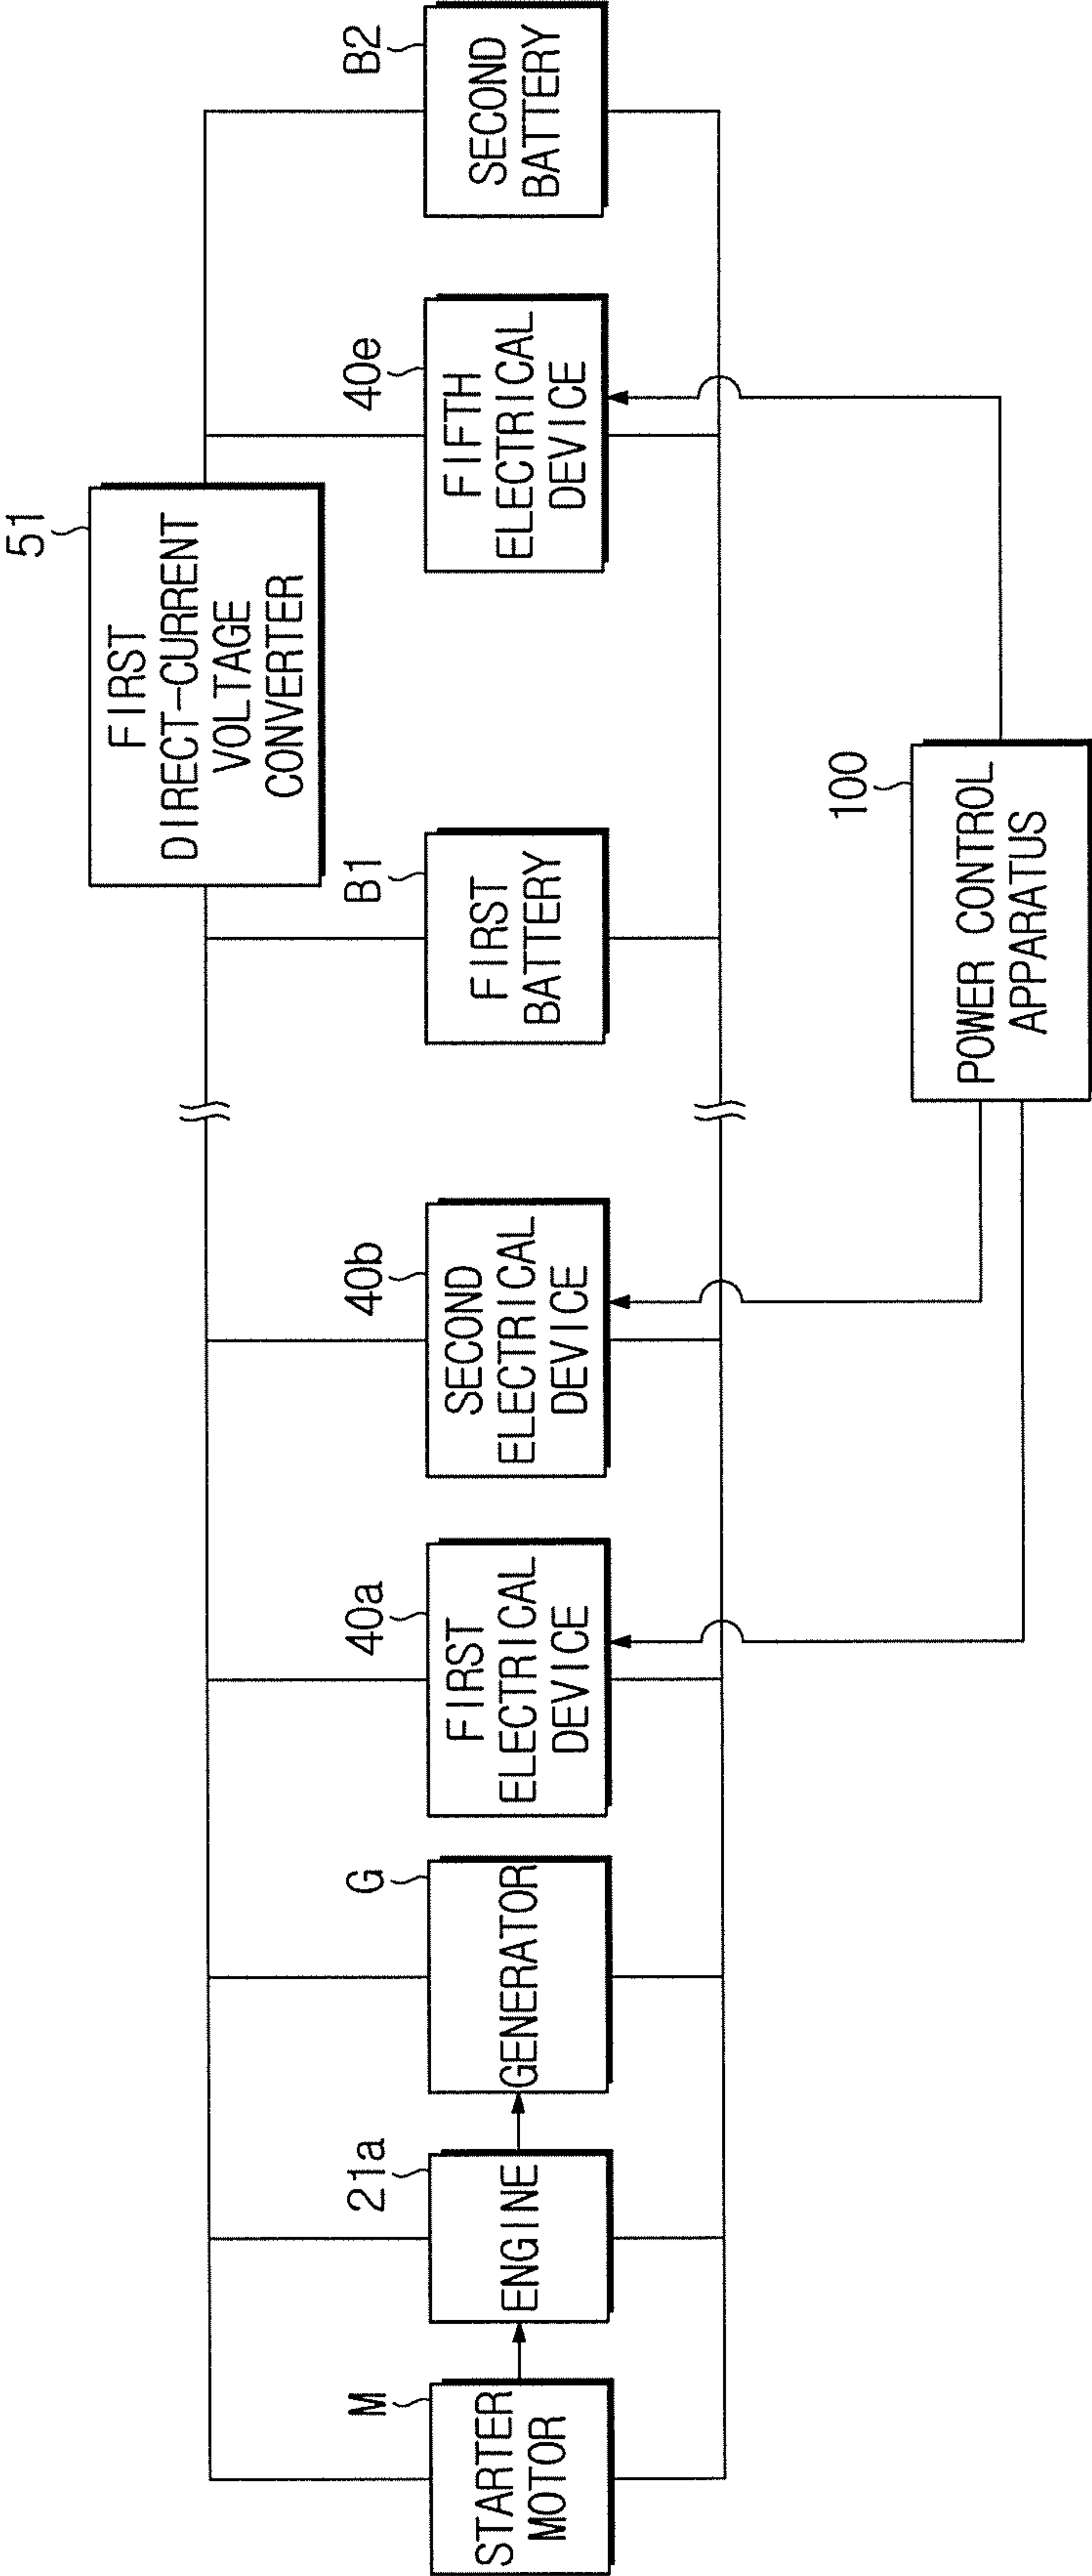 51
FIRST
DIRECT-CURRENT
VOLTAGE
CONVERTER
M
STARTER
MOTOR
21a
ENGINE
G
GENERATOR
40a
FIRST
ELECTRICAL
DEVICE
40b
SECOND
ELECTRICAL
DEVICE
B1
FIRST
BATTERY
40e
FIFTH
ELECTRICAL
DEVICE
B2
SECOND
BATTERY
100
POWER CONTROL
APPARATUS